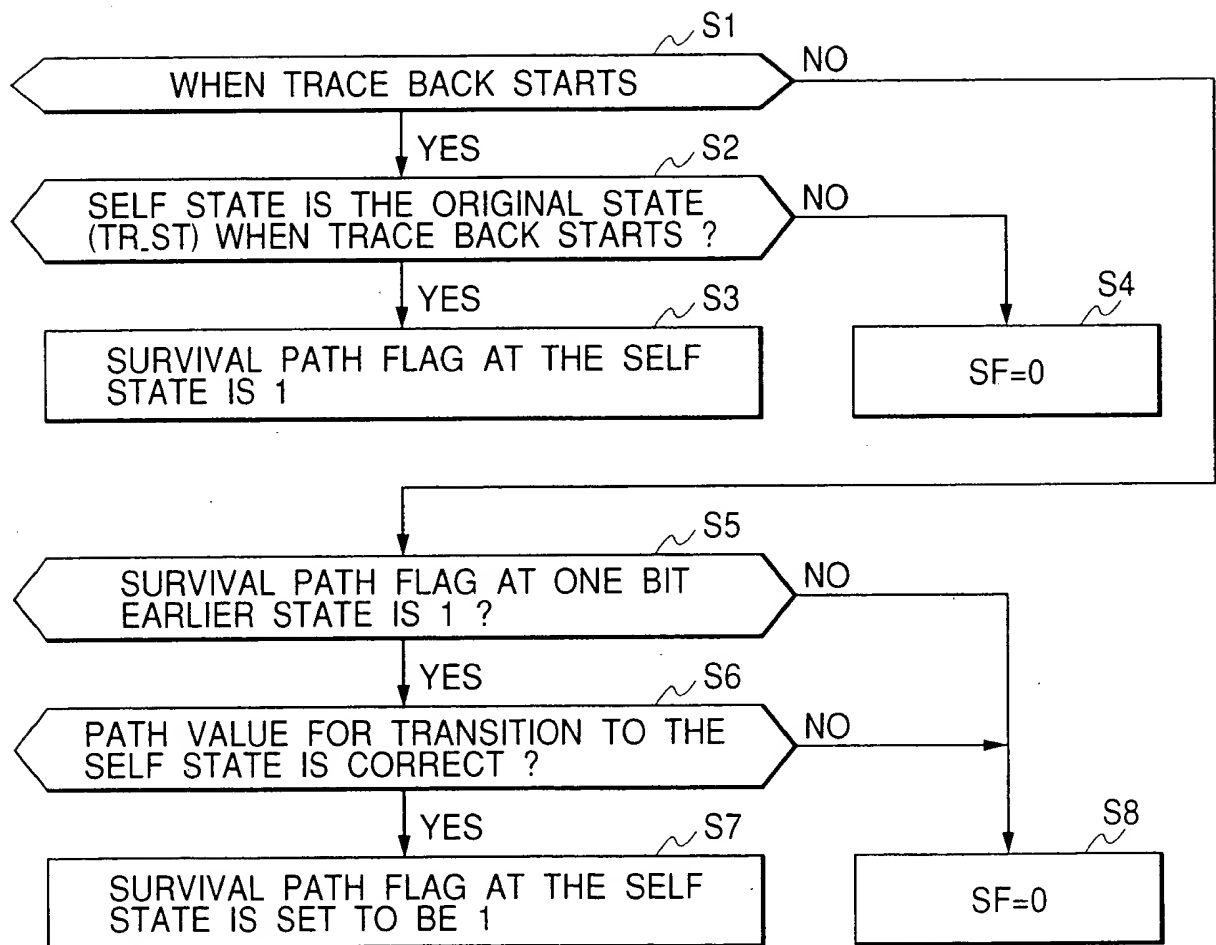 S1
WHEN TRACE BACK STARTS
NO
YES
S2
SELF STATE IS THE ORIGINAL STATE
(TR_ST) WHEN TRACE BACK STARTS ?
NO
YES
S3
SURVIVAL PATH FLAG AT THE SELF
STATE IS 1
S4
SF=0
S5
SURVIVAL PATH FLAG AT ONE BIT
EARLIER STATE IS 1 ?
NO
YES
S6
PATH VALUE FOR TRANSITION TO THE
SELF STATE IS CORRECT ?
NO
YES
S7
SURVIVAL PATH FLAG AT THE SELF
STATE IS SET TO BE 1
S8
SF=0